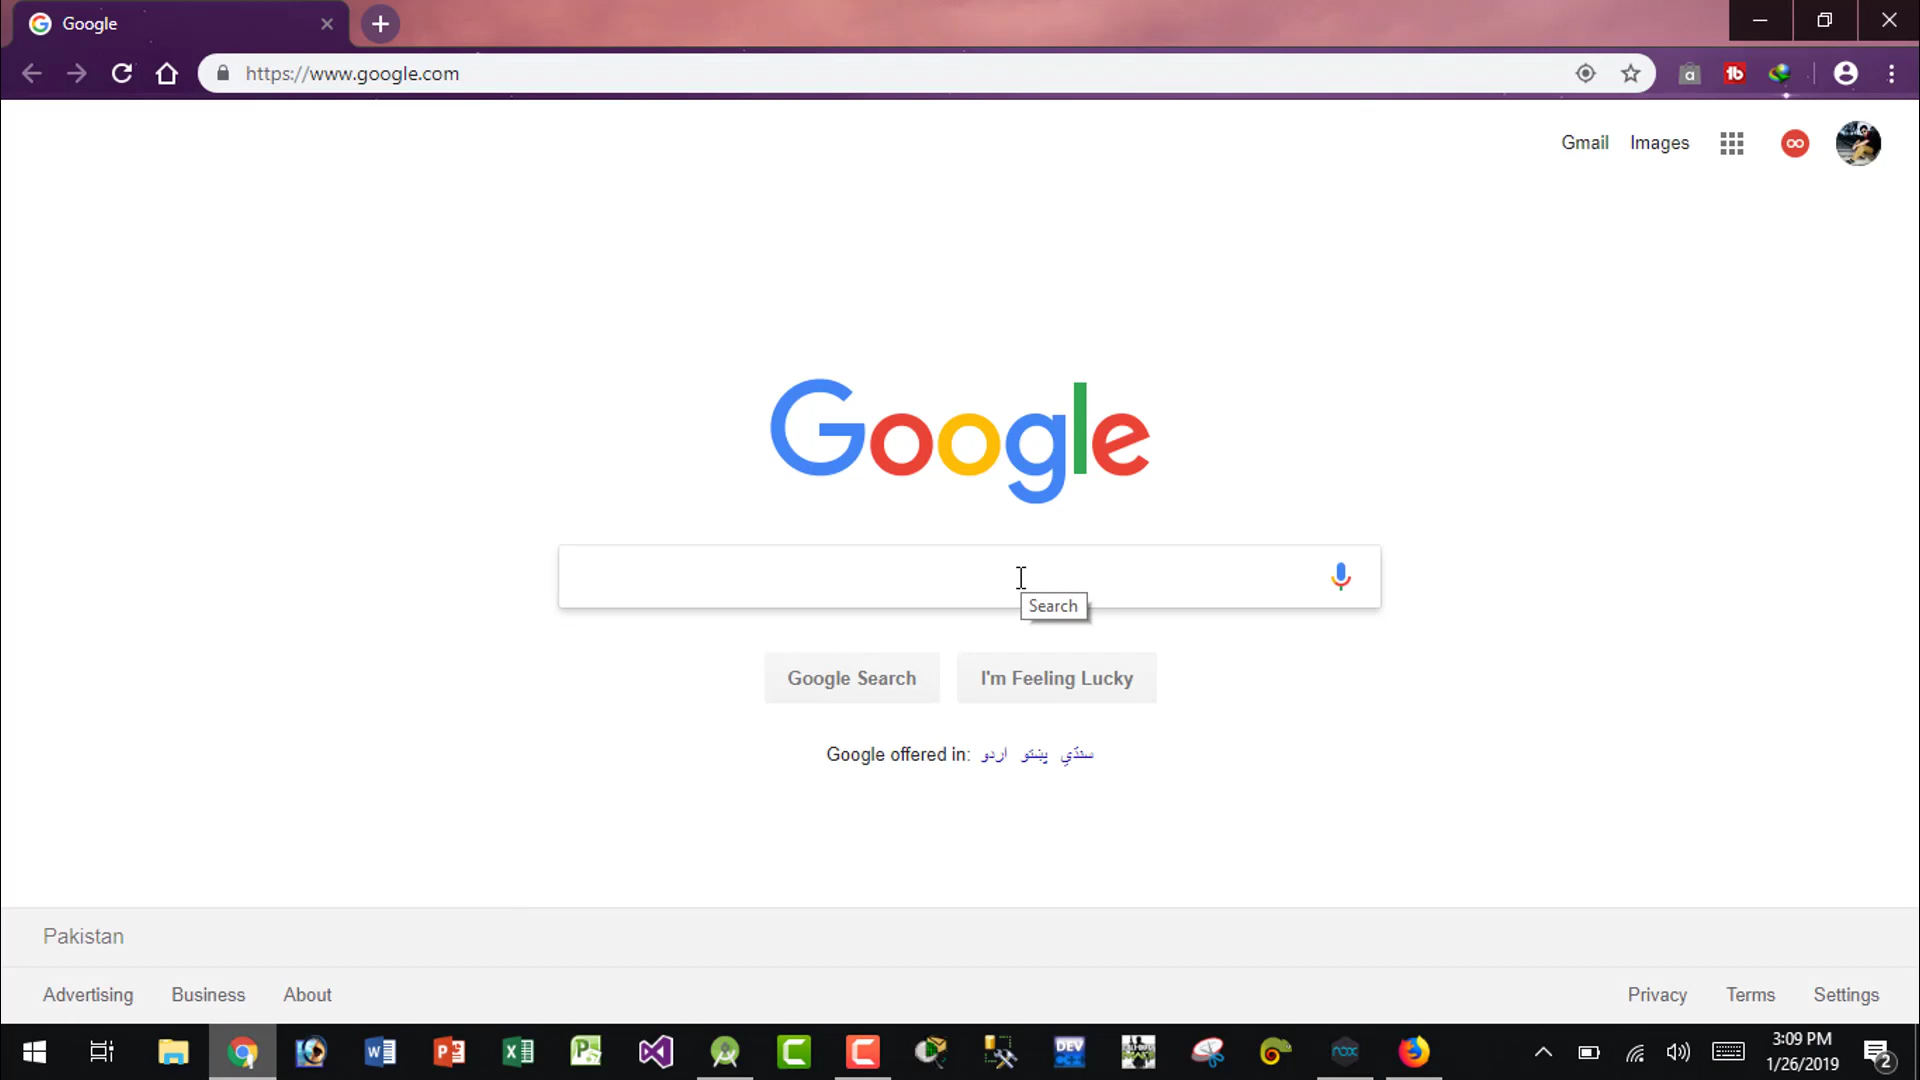 Google
https://www.google.com
Gmail Images
Google
Search
Google Search I'm Feeling Lucky
Google offered in: اردو پښتو سنڌي
Pakistan
Advertising Business About Privacy Terms Settings
3:09 PM
1/26/2019
2